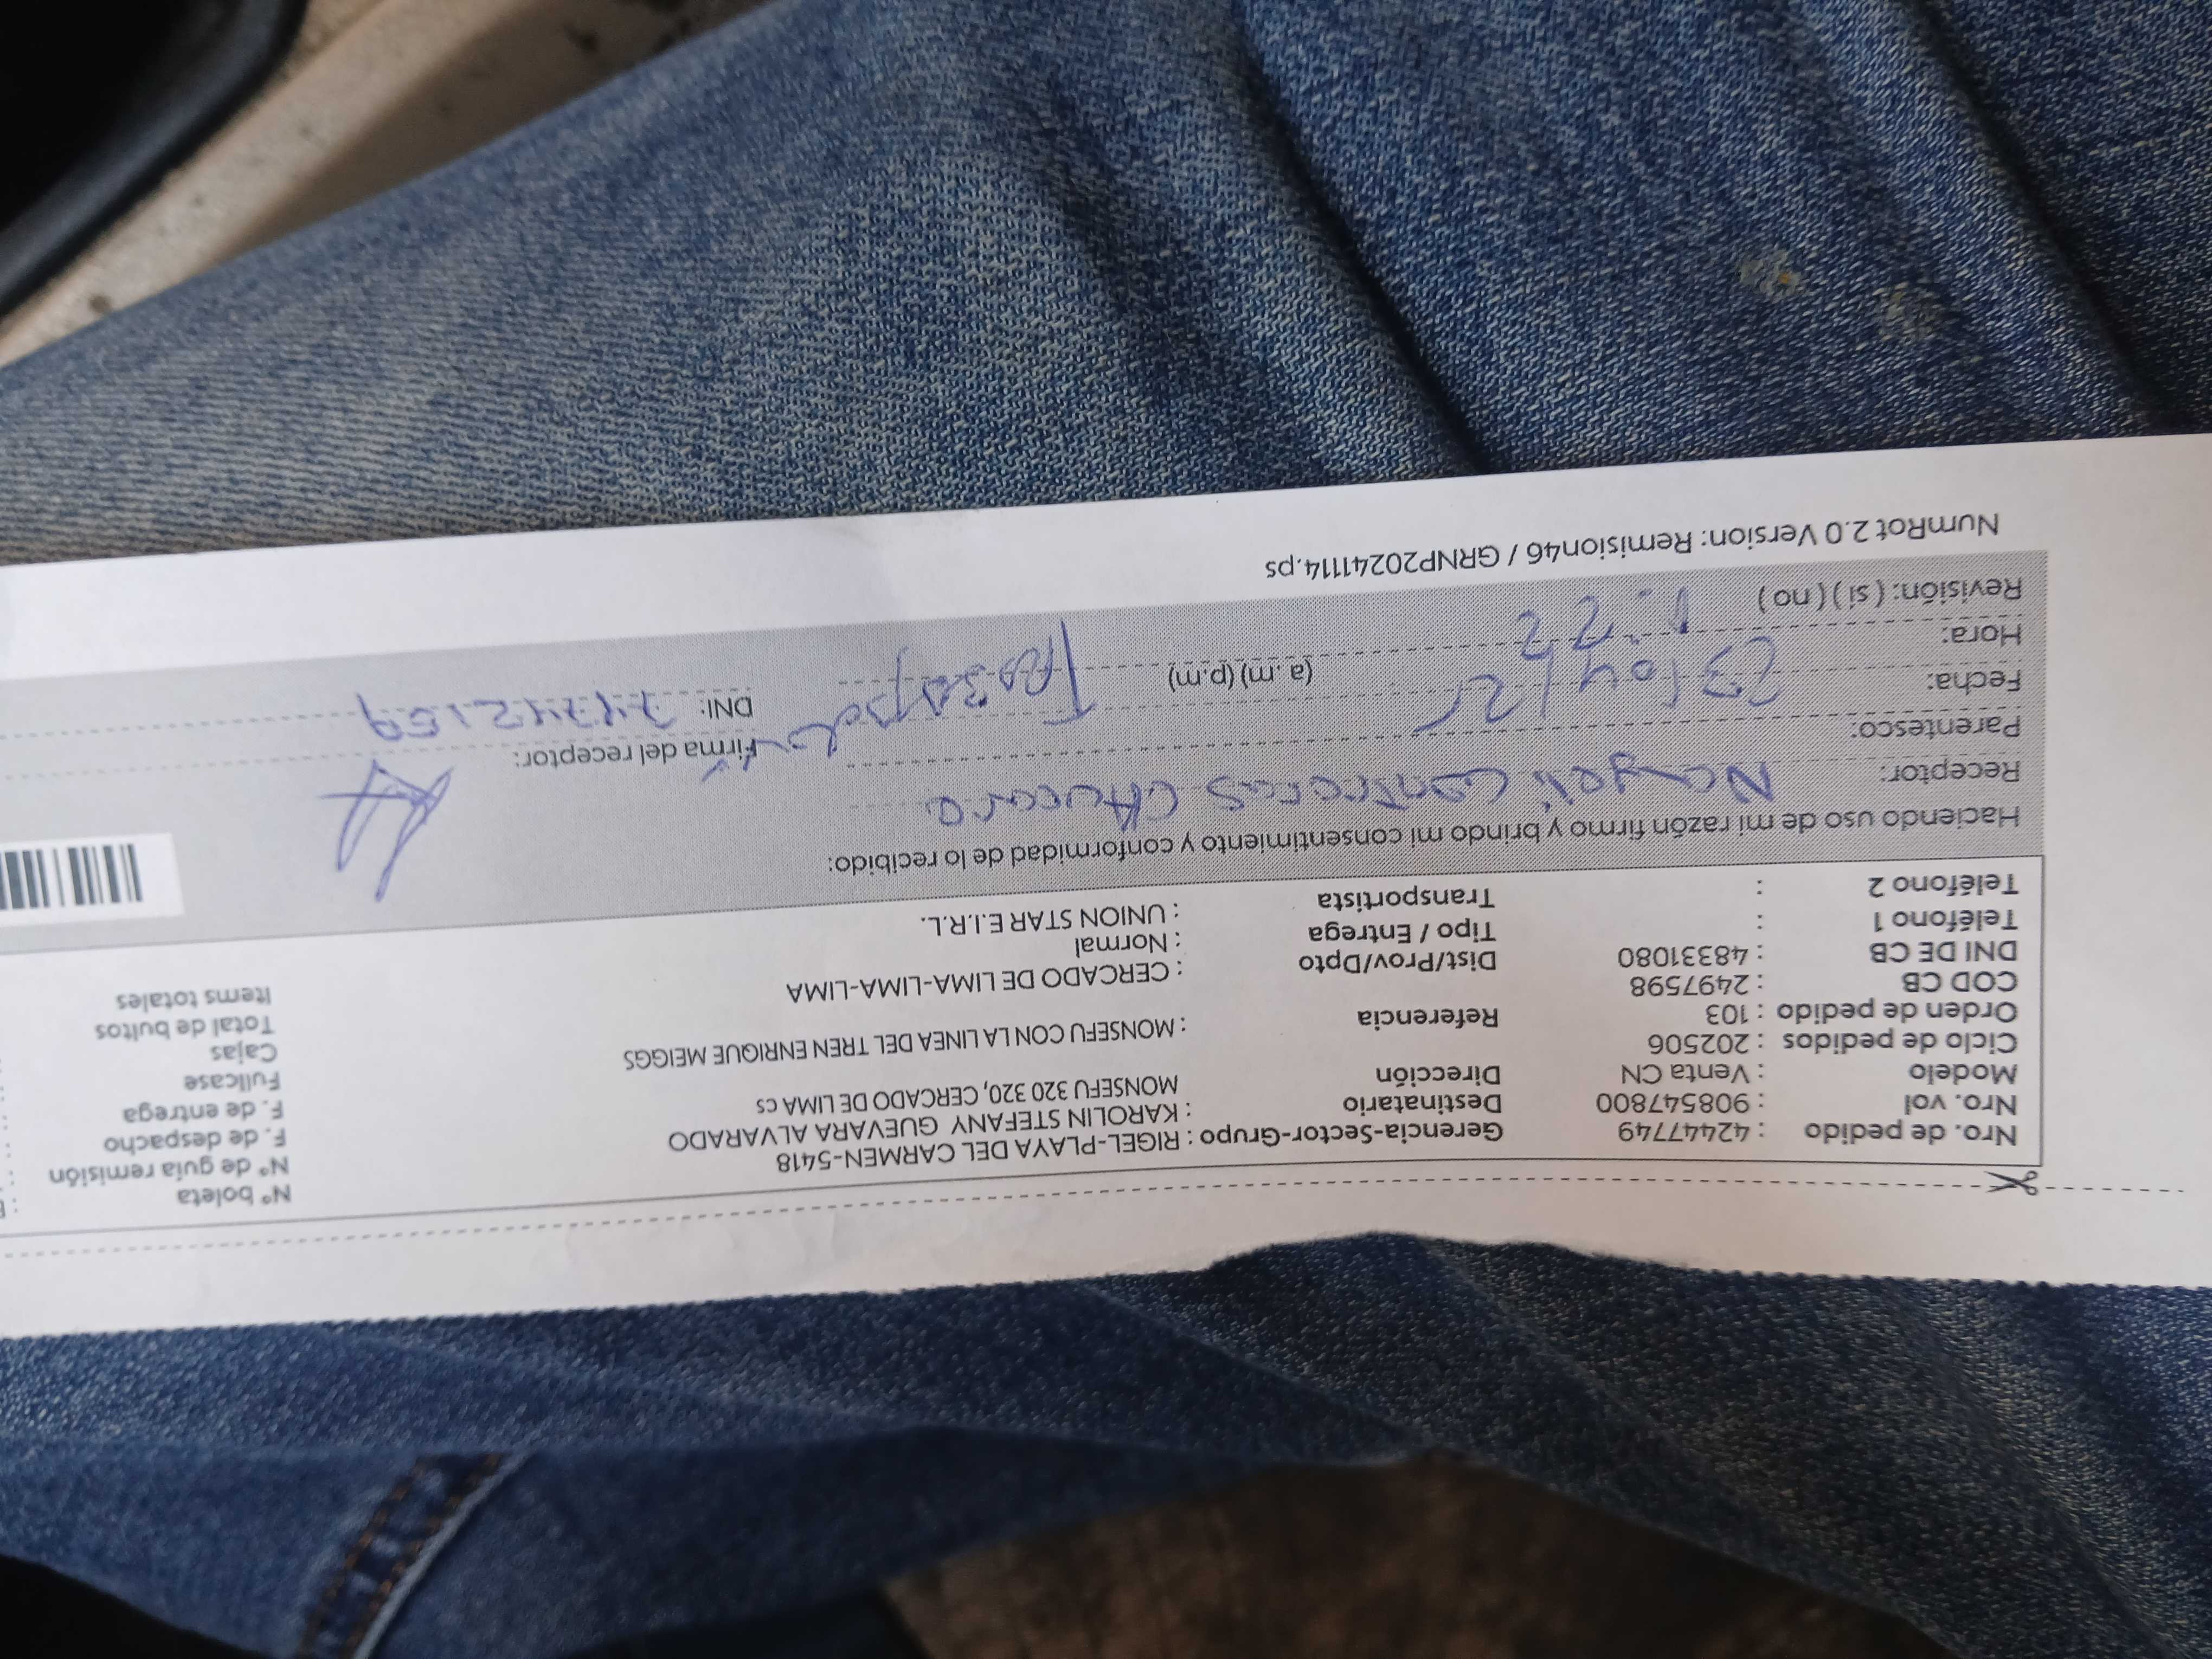 Nro. de pedido : 42447749 Gerencia-Sector-Grupo : RIGEL-PLAYA DEL CARMEN-5418 N° boleta :
Nro. vol : 908547800 Destinatario : KAROLIN STEFANY GUEVARA ALVARADO N° de guia remisión :
Modelo : Venta CN Dirección MONSEFU 320 320, CERCADO DE LIMA cs F. de despacho :
Ciclo de pedidos : 202506 F. de entrega :
Orden de pedido : 103 Referencia : MONSEFU CON LA LINEA DEL TREN ENRIQUE MEIGGS Fullcase :
COD CB : 2497598 Cajas
DNI DE CB : 48331080 Dist/Prov/Dpto : CERCADO DE LIMA-LIMA-LIMA Total de bultos
Teléfono 1 : Tipo / Entrega : Normal Items totales
Teléfono 2 : Transportista : UNION STAR E.I.R.L.
Haciendo uso de mi razón firmo y brindo mi consentimiento y conformidad de lo recibido:
Receptor: Nayeli Contreras Chuccara
Parentesco: Firma del receptor:
Fecha: 23/04/25 DNI:
Hora: 1:22 (a.m) (p.m)
Revisión: ( si ) ( no )
NumRot 2.0 Version: Remision46 / GRNP20241114.ps